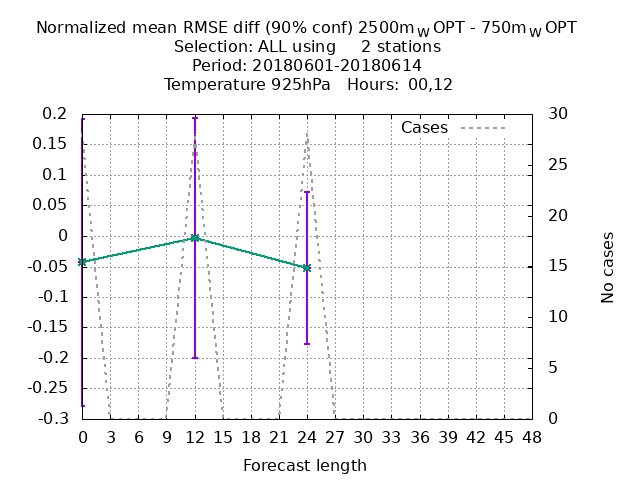 Normalized mean RMSE diff (90% conf) 2500m_W OPT - 750m_W OPT
Selection: ALL using 2 stations
Period: 20180601-20180614
Temperature 925hPa Hours: 00,12
Cases
0.2
0.15
0.1
0.05
0
-0.05
-0.1
-0.15
-0.2
-0.25
-0.3
30
25
20
15
10
5
0
No cases
0 3 6 9 12 15 18 21 24 27 30 33 36 39 42 45 48
Forecast length